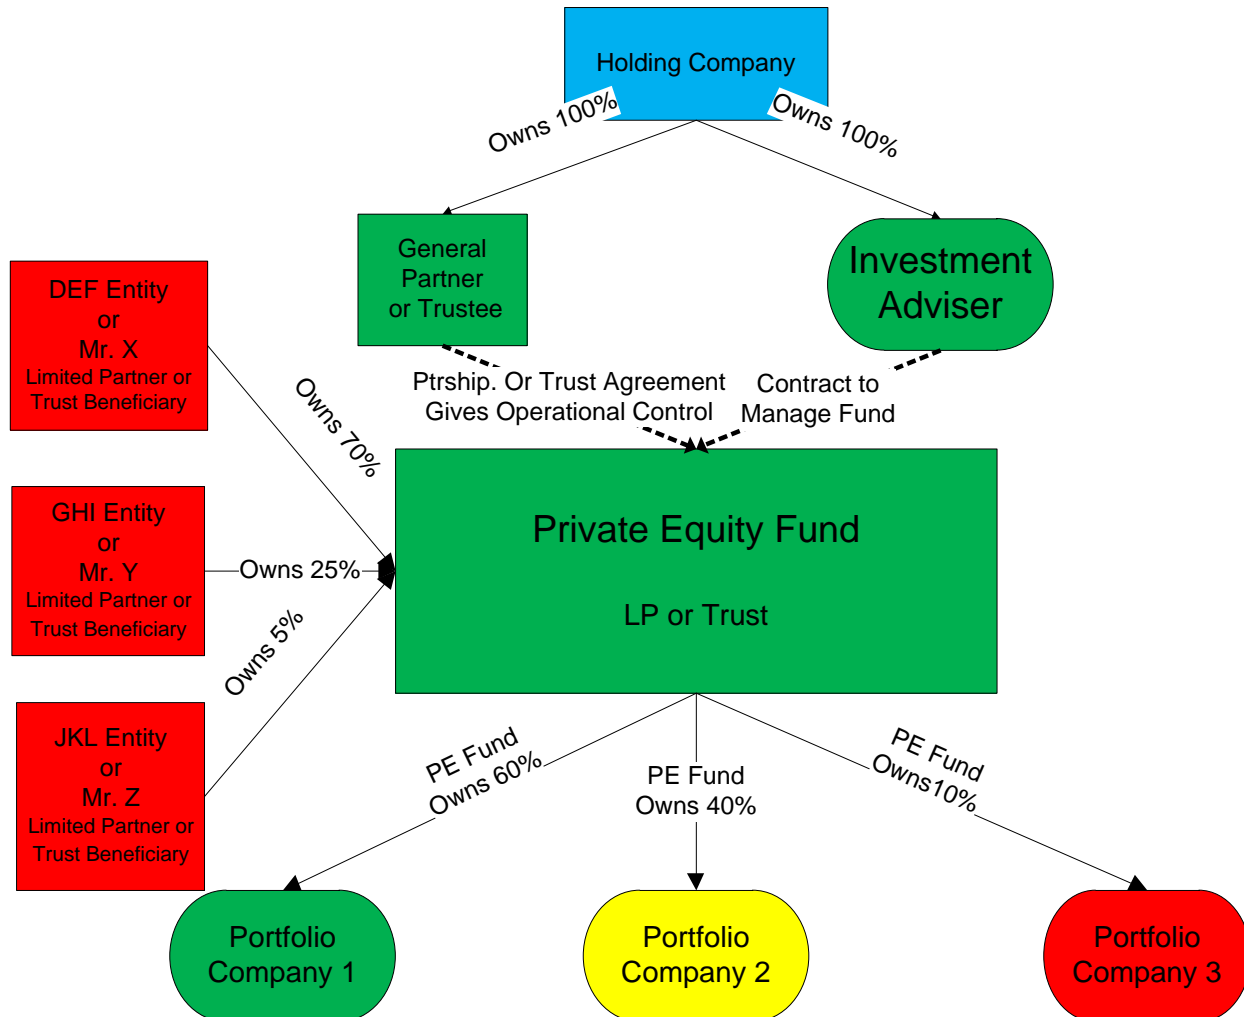 Holding Company
Owns 100%
Owns 100%
General
Partner
or Trustee
Investment
Adviser
DEF Entity
or
Mr. X
Limited Partner or
Trust Beneficiary
Ptrship. Or Trust Agreement
Gives Operational Control
Contract to
Manage Fund
Owns 70%
GHI Entity
or
Mr. Y
Limited Partner or
Trust Beneficiary
Owns 25%
Private Equity Fund
LP or Trust
Owns 5%
JKL Entity
or
Mr. Z
Limited Partner or
Trust Beneficiary
PE Fund
Owns 60%
PE Fund
Owns 40%
PE Fund
Owns10%
Portfolio
Company 1
Portfolio
Company 2
Portfolio
Company 3